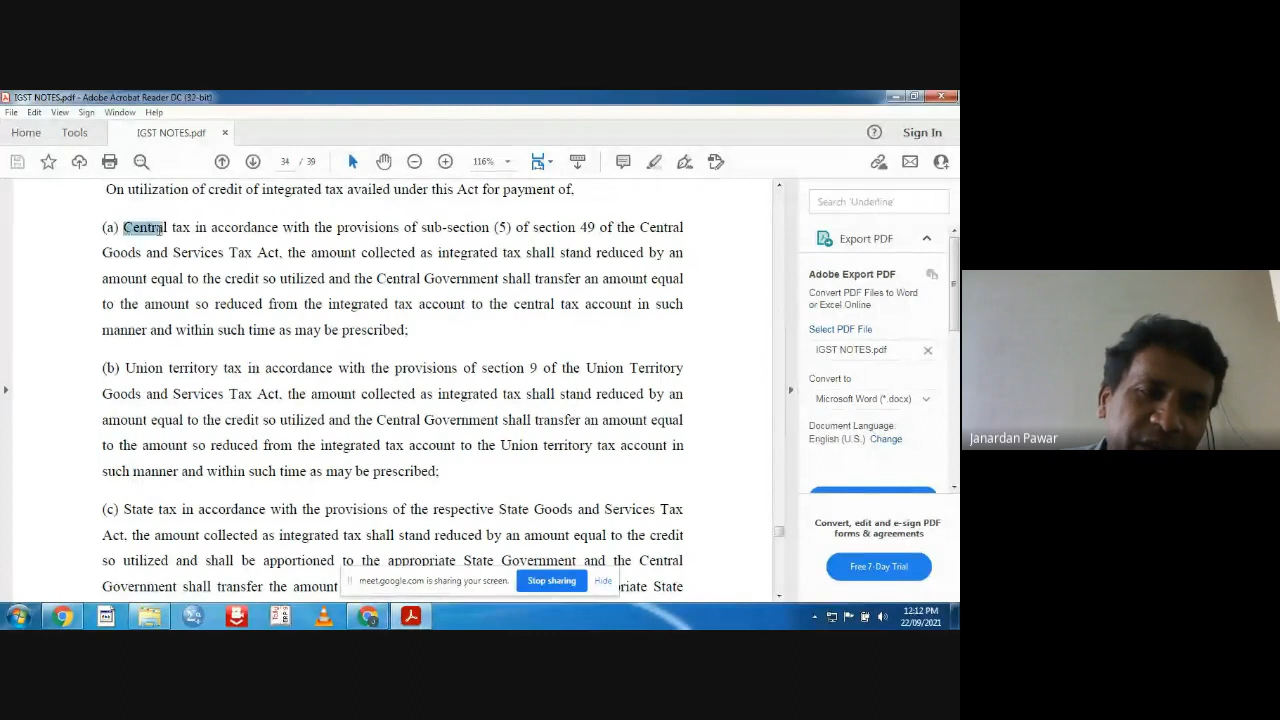 IGST NOTES.pdf - Adobe Acrobat Reader DC (32-bit)
File Edit View Sign Window Help
Home Tools IGST NOTES.pdf × Sign In
34 / 39 116%
On utilization of credit of integrated tax availed under this Act for payment of,
(a) Central tax in accordance with the provisions of sub-section (5) of section 49 of the Central
Goods and Services Tax Act, the amount collected as integrated tax shall stand reduced by an
amount equal to the credit so utilized and the Central Government shall transfer an amount equal
to the amount so reduced from the integrated tax account to the central tax account in such
manner and within such time as may be prescribed;
(b) Union territory tax in accordance with the provisions of section 9 of the Union Territory
Goods and Services Tax Act, the amount collected as integrated tax shall stand reduced by an
amount equal to the credit so utilized and the Central Government shall transfer an amount equal
to the amount so reduced from the integrated tax account to the Union territory tax account in
such manner and within such time as may be prescribed;
(c) State tax in accordance with the provisions of the respective State Goods and Services Tax
Act, the amount collected as integrated tax shall stand reduced by an amount equal to the credit
so utilized and shall be apportioned to the appropriate State Government and the Central
Government shall transfer the amount
State
meet.google.com is sharing your screen. Stop sharing Hide
Search 'Underline'
Export PDF
Adobe Export PDF
Convert PDF Files to Word
or Excel Online
Select PDF File
IGST NOTES.pdf
Convert to
Microsoft Word (*.docx)
Document Language:
English (U.S.) Change
Convert, edit and e-sign PDF
forms & agreements
Free 7-Day Trial
12:12 PM
22/09/2021
Janardan Pawar